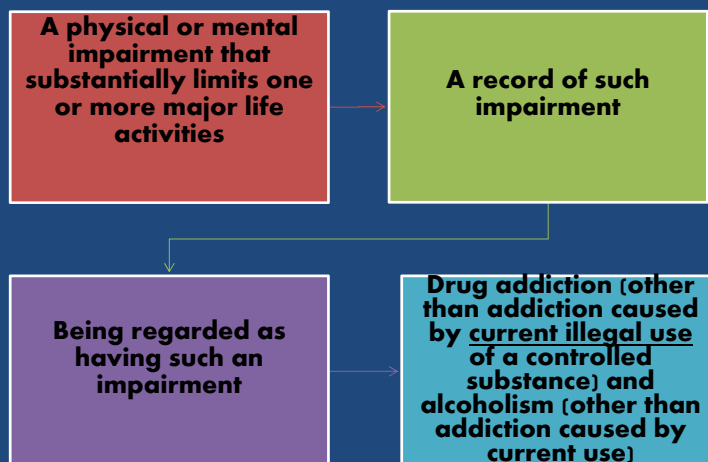 A physical or mental
impairment that
substantially limits one
or more major life
activities
A record of such
impairment
Being regarded as
having such an
impairment
Drug addiction (other
than addiction caused
by current illegal use
of a controlled
substance) and
alcoholism (other than
addiction caused by
current use)